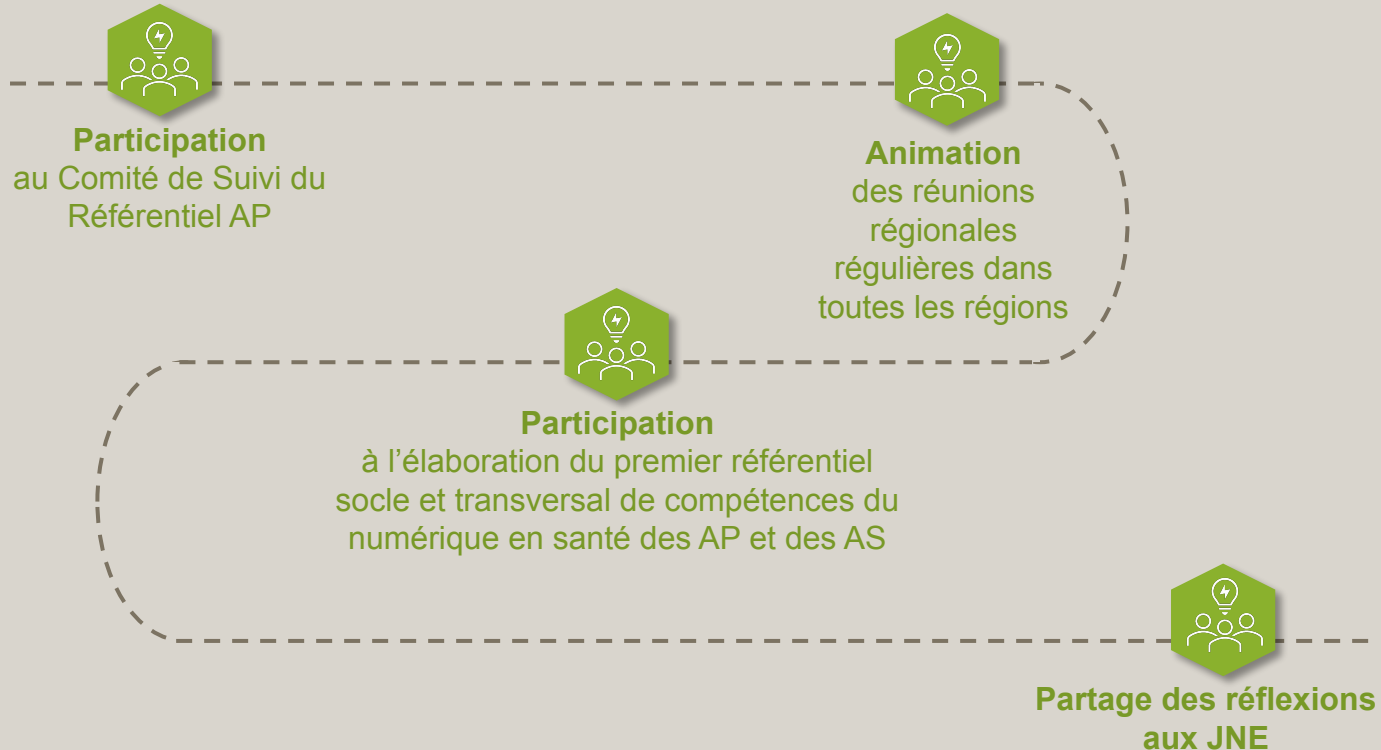 Participation
au Comité de Suivi du
Référentiel AP
Animation
des réunions
régionales
régulières dans
toutes les régions
Participation
à l’élaboration du premier référentiel
socle et transversal de compétences du
numérique en santé des AP et des AS
Partage des réflexions
aux JNE